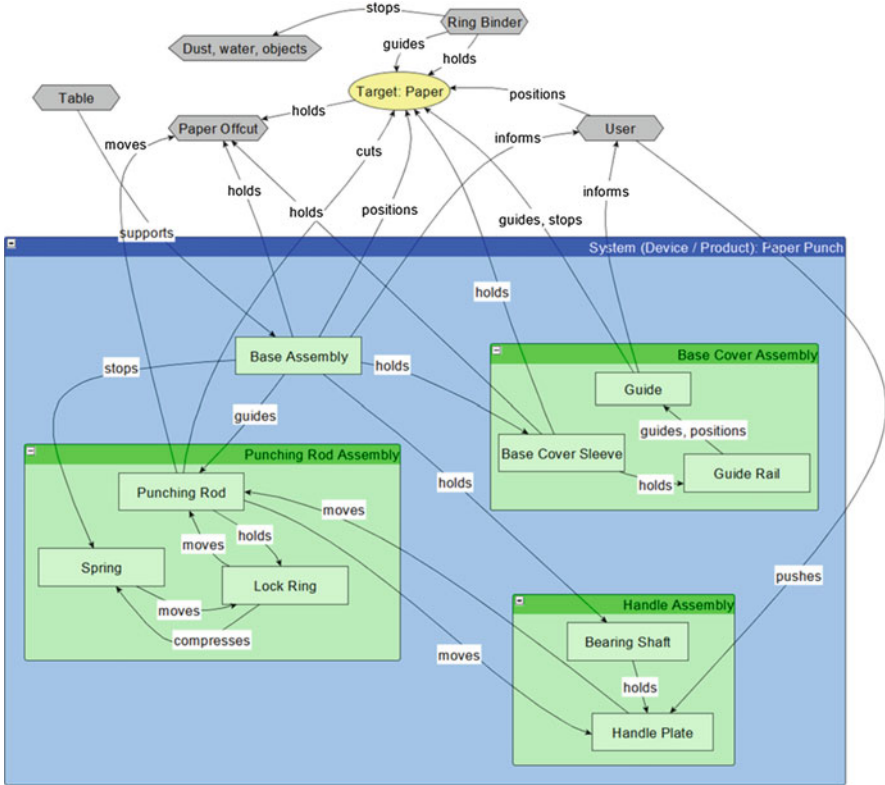 stops
Ring Binder
Dust, water, objects
guides
holds
Target: Paper
Table
holds
positions
Paper Offcut
User
moves
cuts
informs
holds
positions
holds
informs
guides, stops
supports
System (Device / Product): Paper Punch
holds
Base Assembly
Base Cover Assembly
stops
holds
Guide
guides
guides, positions
Punching Rod Assembly
Base Cover Sleeve
Guide Rail
Punching Rod
holds
holds
moves
holds
moves
Spring
Lock Ring
pushes
moves
Handle Assembly
compresses
Bearing Shaft
moves
holds
Handle Plate